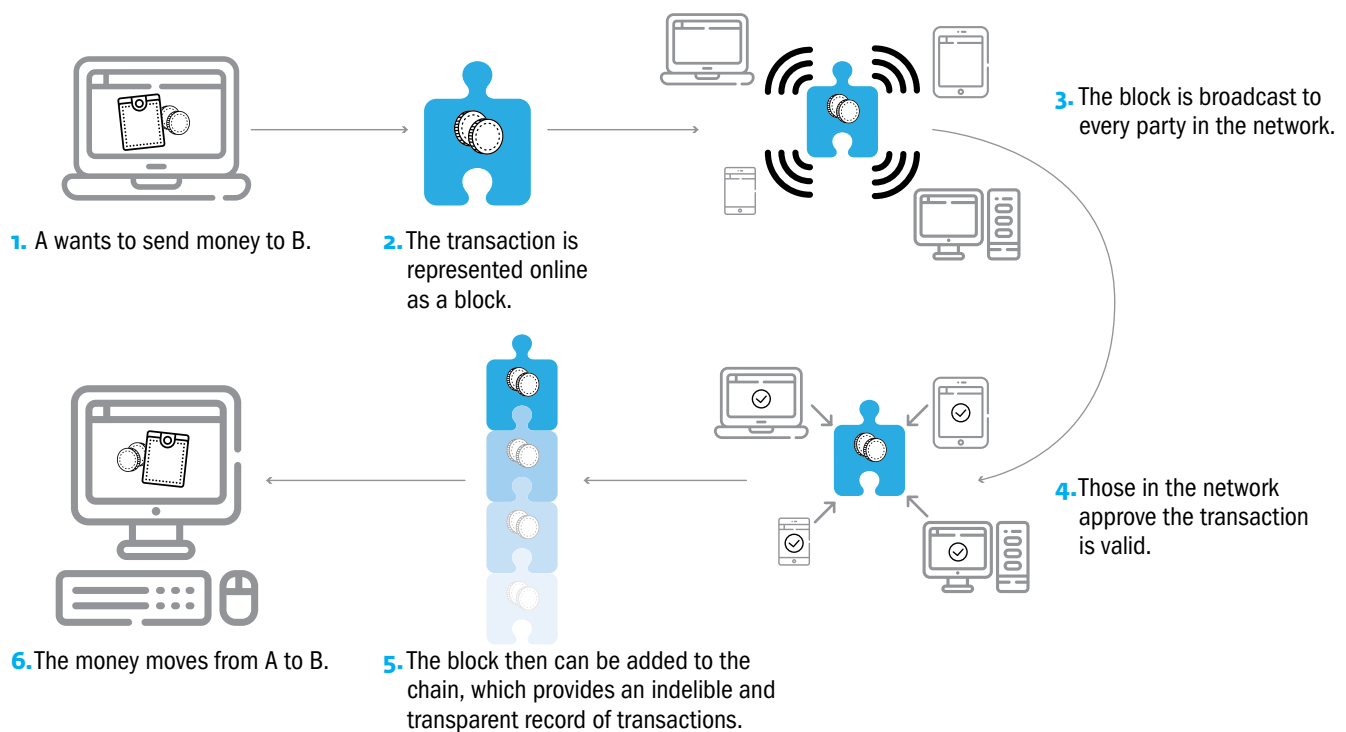 1. A wants to send money to B.
2. The transaction is
represented online
as a block.
3. The block is broadcast to
every party in the network.
4. Those in the network
approve the transaction
is valid.
5. The block then can be added to the
chain, which provides an indelible and
transparent record of transactions.
6. The money moves from A to B.